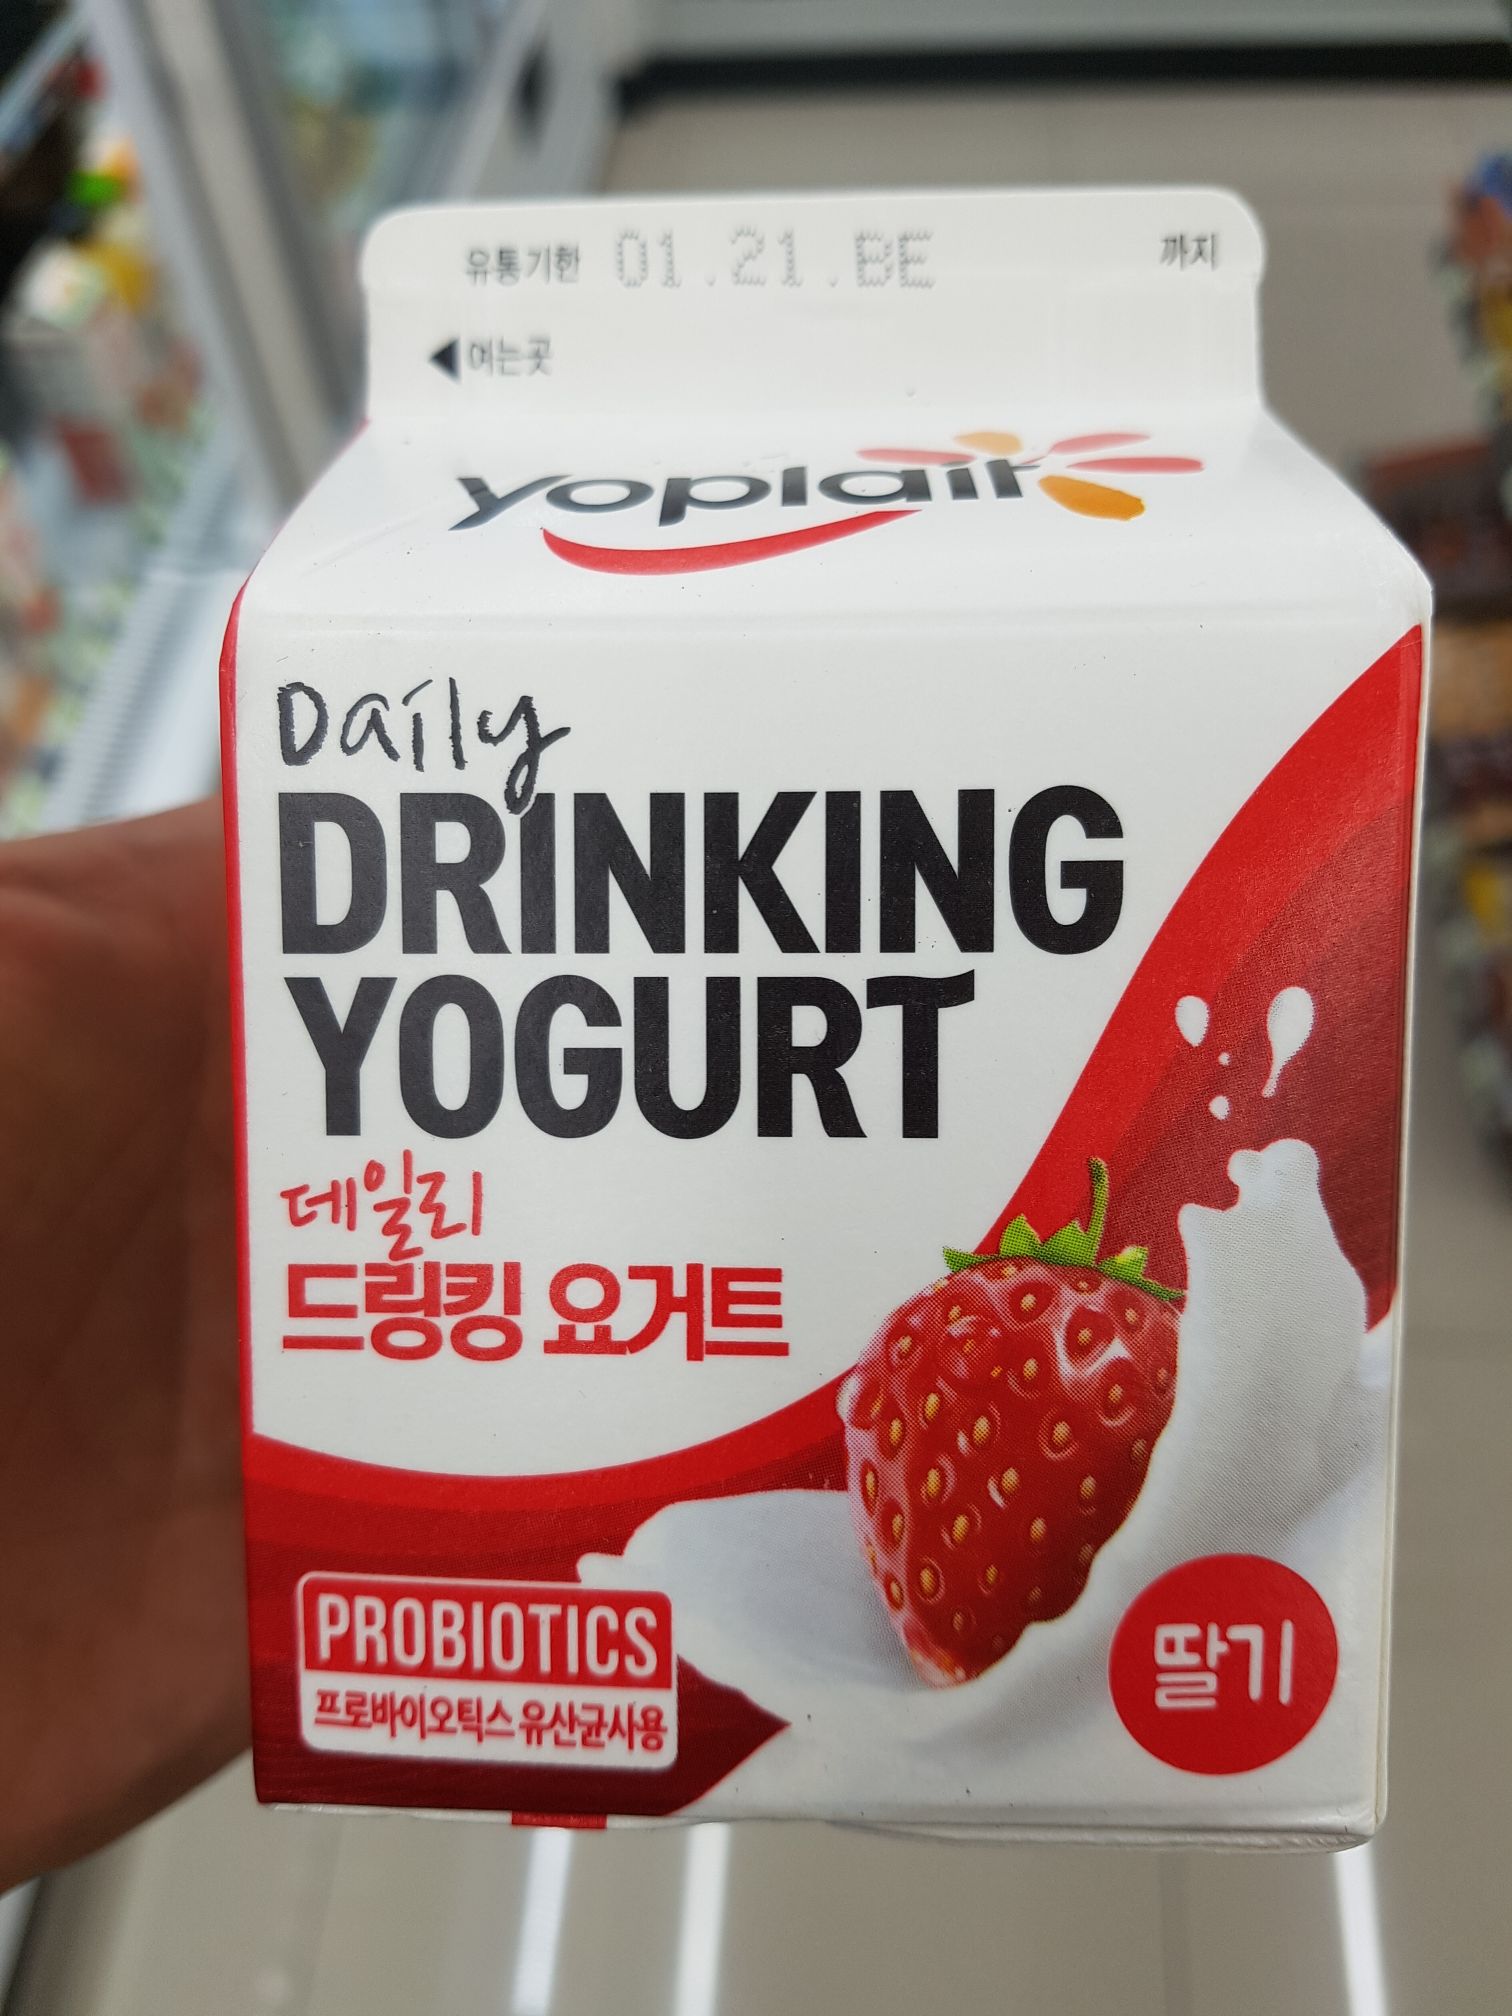 유통기한 01.21.BE 까지
◀여는곳
yoplait
Daily
DRINKING
YOGURT
데일리
드링킹 요거트
PROBIOTICS
프로바이오틱스 유산균사용
딸기